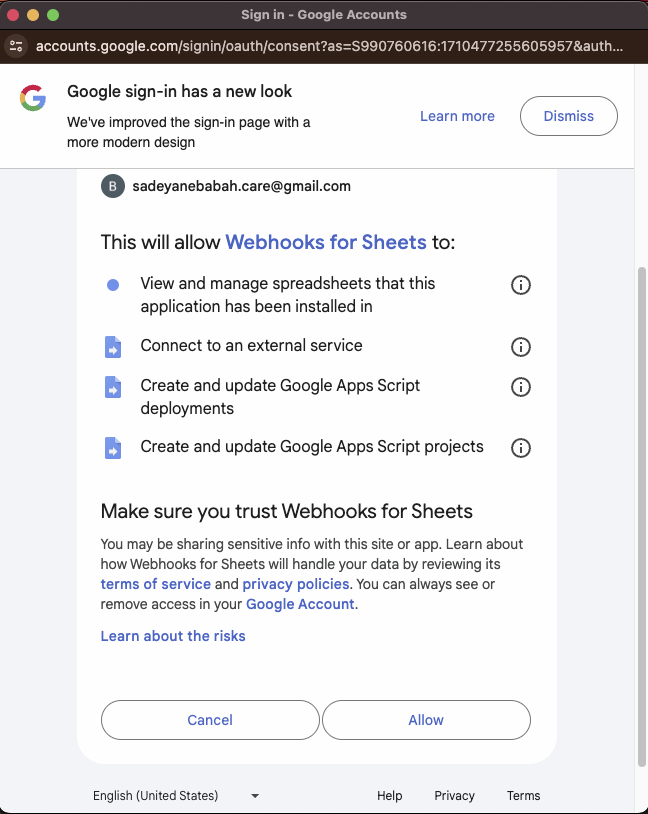 Sign in - Google Accounts
accounts.google.com/signin/oauth/consent?as=S990760616:1710477255605957&auth...
Google sign-in has a new look
We've improved the sign-in page with a
more modern design
Learn more
Dismiss
B sadeyanebabah.care@gmail.com
This will allow Webhooks for Sheets to:
View and manage spreadsheets that this
application has been installed in
Connect to an external service
Create and update Google Apps Script
deployments
Create and update Google Apps Script projects
Make sure you trust Webhooks for Sheets
You may be sharing sensitive info with this site or app. Learn about
how Webhooks for Sheets will handle your data by reviewing its
terms of service and privacy policies. You can always see or
remove access in your Google Account.
Learn about the risks
Cancel
Allow
English (United States)
Help
Privacy
Terms